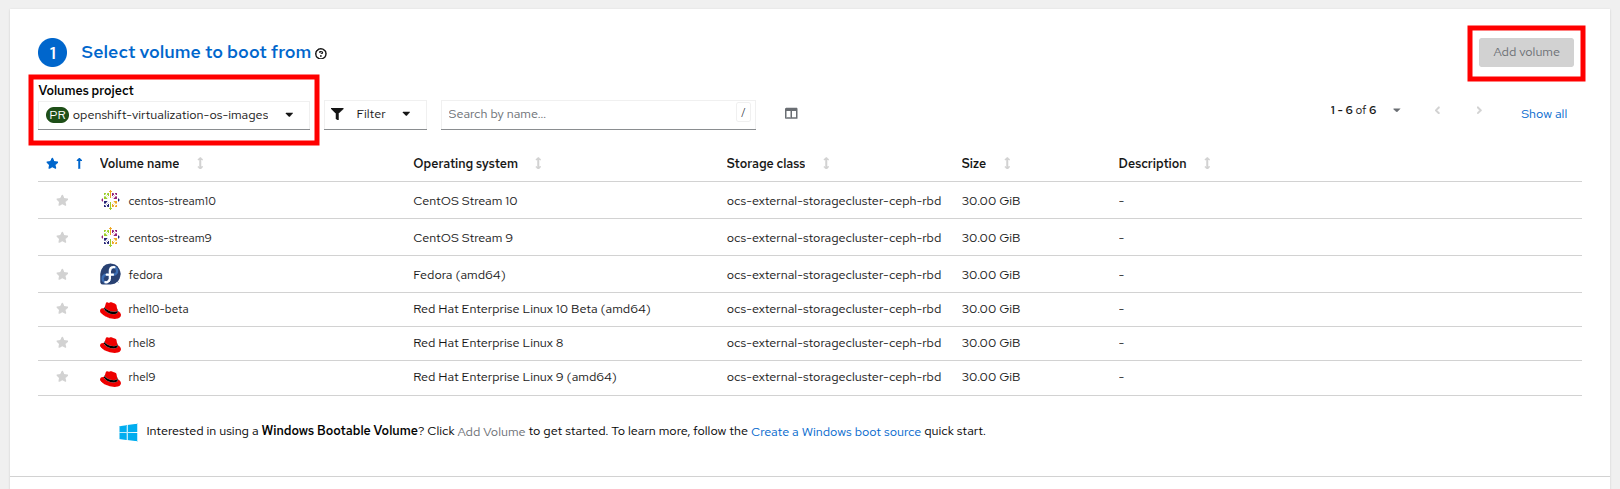 1 Select volume to boot from
Add volume
Volumes project
PR openshift-virtualization-os-images
Filter
Search by name...
/
1 - 6 of 6
Show all
Volume name Operating system Storage class Size Description
centos-stream10 CentOS Stream 10 ocs-external-storagecluster-ceph-rbd 30.00 GiB -
centos-stream9 CentOS Stream 9 ocs-external-storagecluster-ceph-rbd 30.00 GiB -
fedora Fedora (amd64) ocs-external-storagecluster-ceph-rbd 30.00 GiB -
rhel10-beta Red Hat Enterprise Linux 10 Beta (amd64) ocs-external-storagecluster-ceph-rbd 30.00 GiB -
rhel8 Red Hat Enterprise Linux 8 ocs-external-storagecluster-ceph-rbd 30.00 GiB -
rhel9 Red Hat Enterprise Linux 9 (amd64) ocs-external-storagecluster-ceph-rbd 30.00 GiB -
Interested in using a Windows Bootable Volume? Click Add Volume to get started. To learn more, follow the Create a Windows boot source quick start.